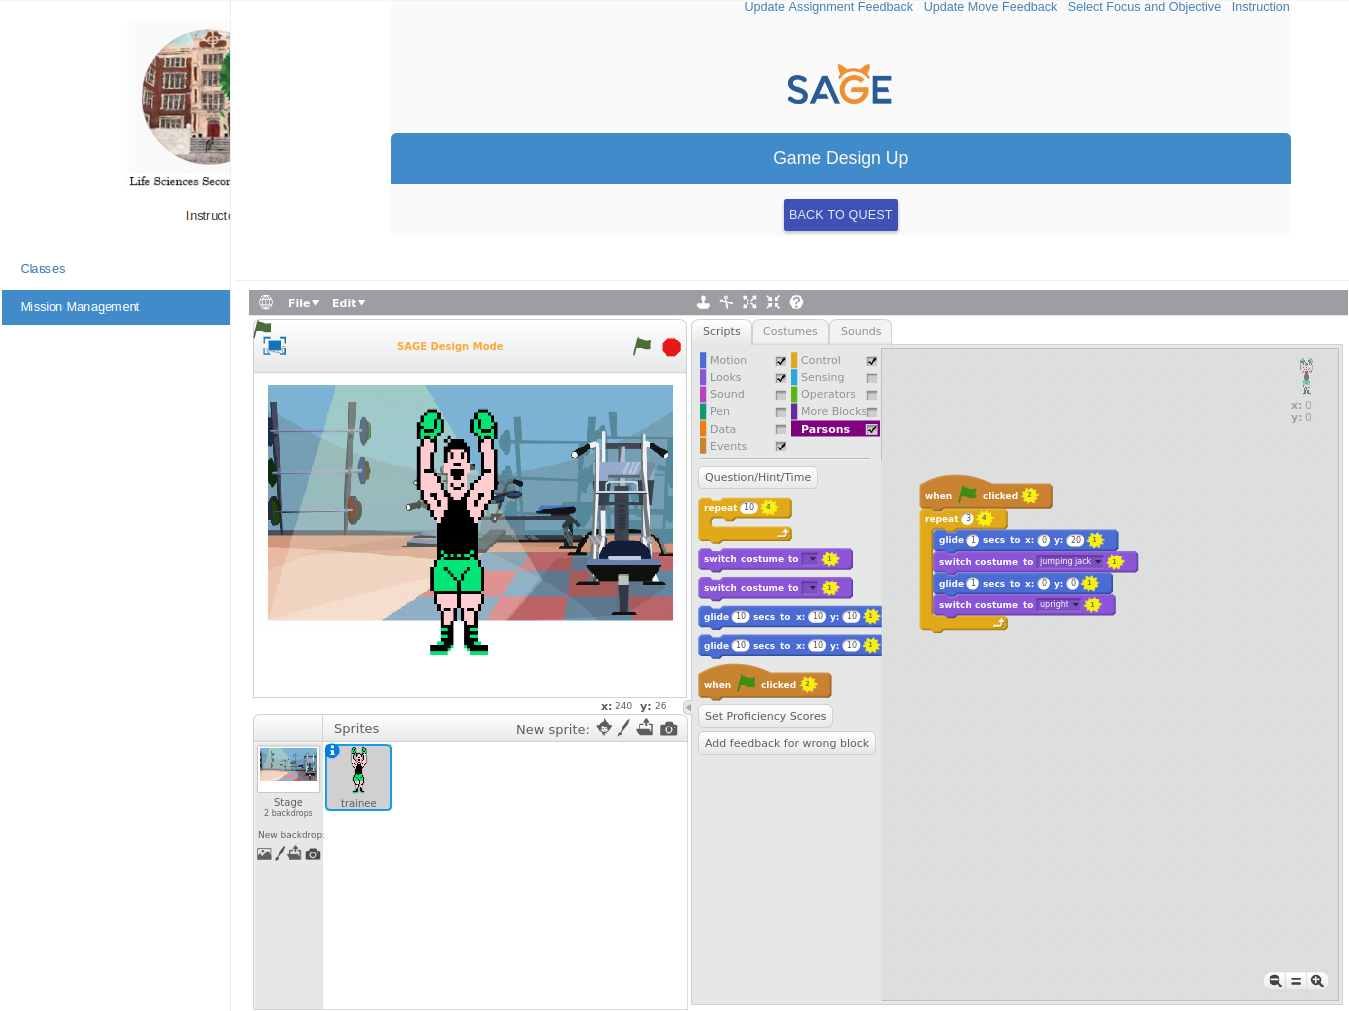 Update Assignment Feedback Update Move Feedback Select Focus and Objective Instruction
SAGE
Life Sciences Secon
Game Design Up
Instructo
BACK TO QUEST
Classes
Mission Management
File Edit
SAGE Design Mode
Scripts Costumes Sounds
Motion Control
Looks Sensing
Sound Operators
Pen More Blocks
Data Parsons
Events
x: 0
y: 0
Question/Hint/Time
repeat 10 4
switch costume to 1
switch costume to 1
glide 10 secs to x: 10 y: 10 1
glide 10 secs to x: 10 y: 10 1
when clicked 2
Set Proficiency Scores
Add feedback for wrong block
when clicked 2
repeat 3 4
glide 1 secs to x: 0 y: 20 1
switch costume to jumping jack 1
glide 1 secs to x: 0 y: 0 1
switch costume to upright 1
x: 240 y: 26
Sprites New sprite:
Stage
2 backdrops
New backdrop:
trainee